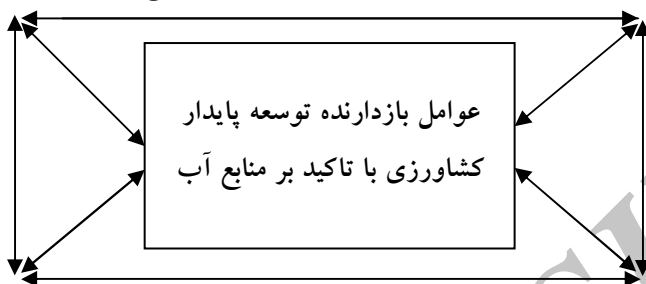 عوامل بازدارنده توسعه پایدار
کشاورزی با تاکید بر منابع آب